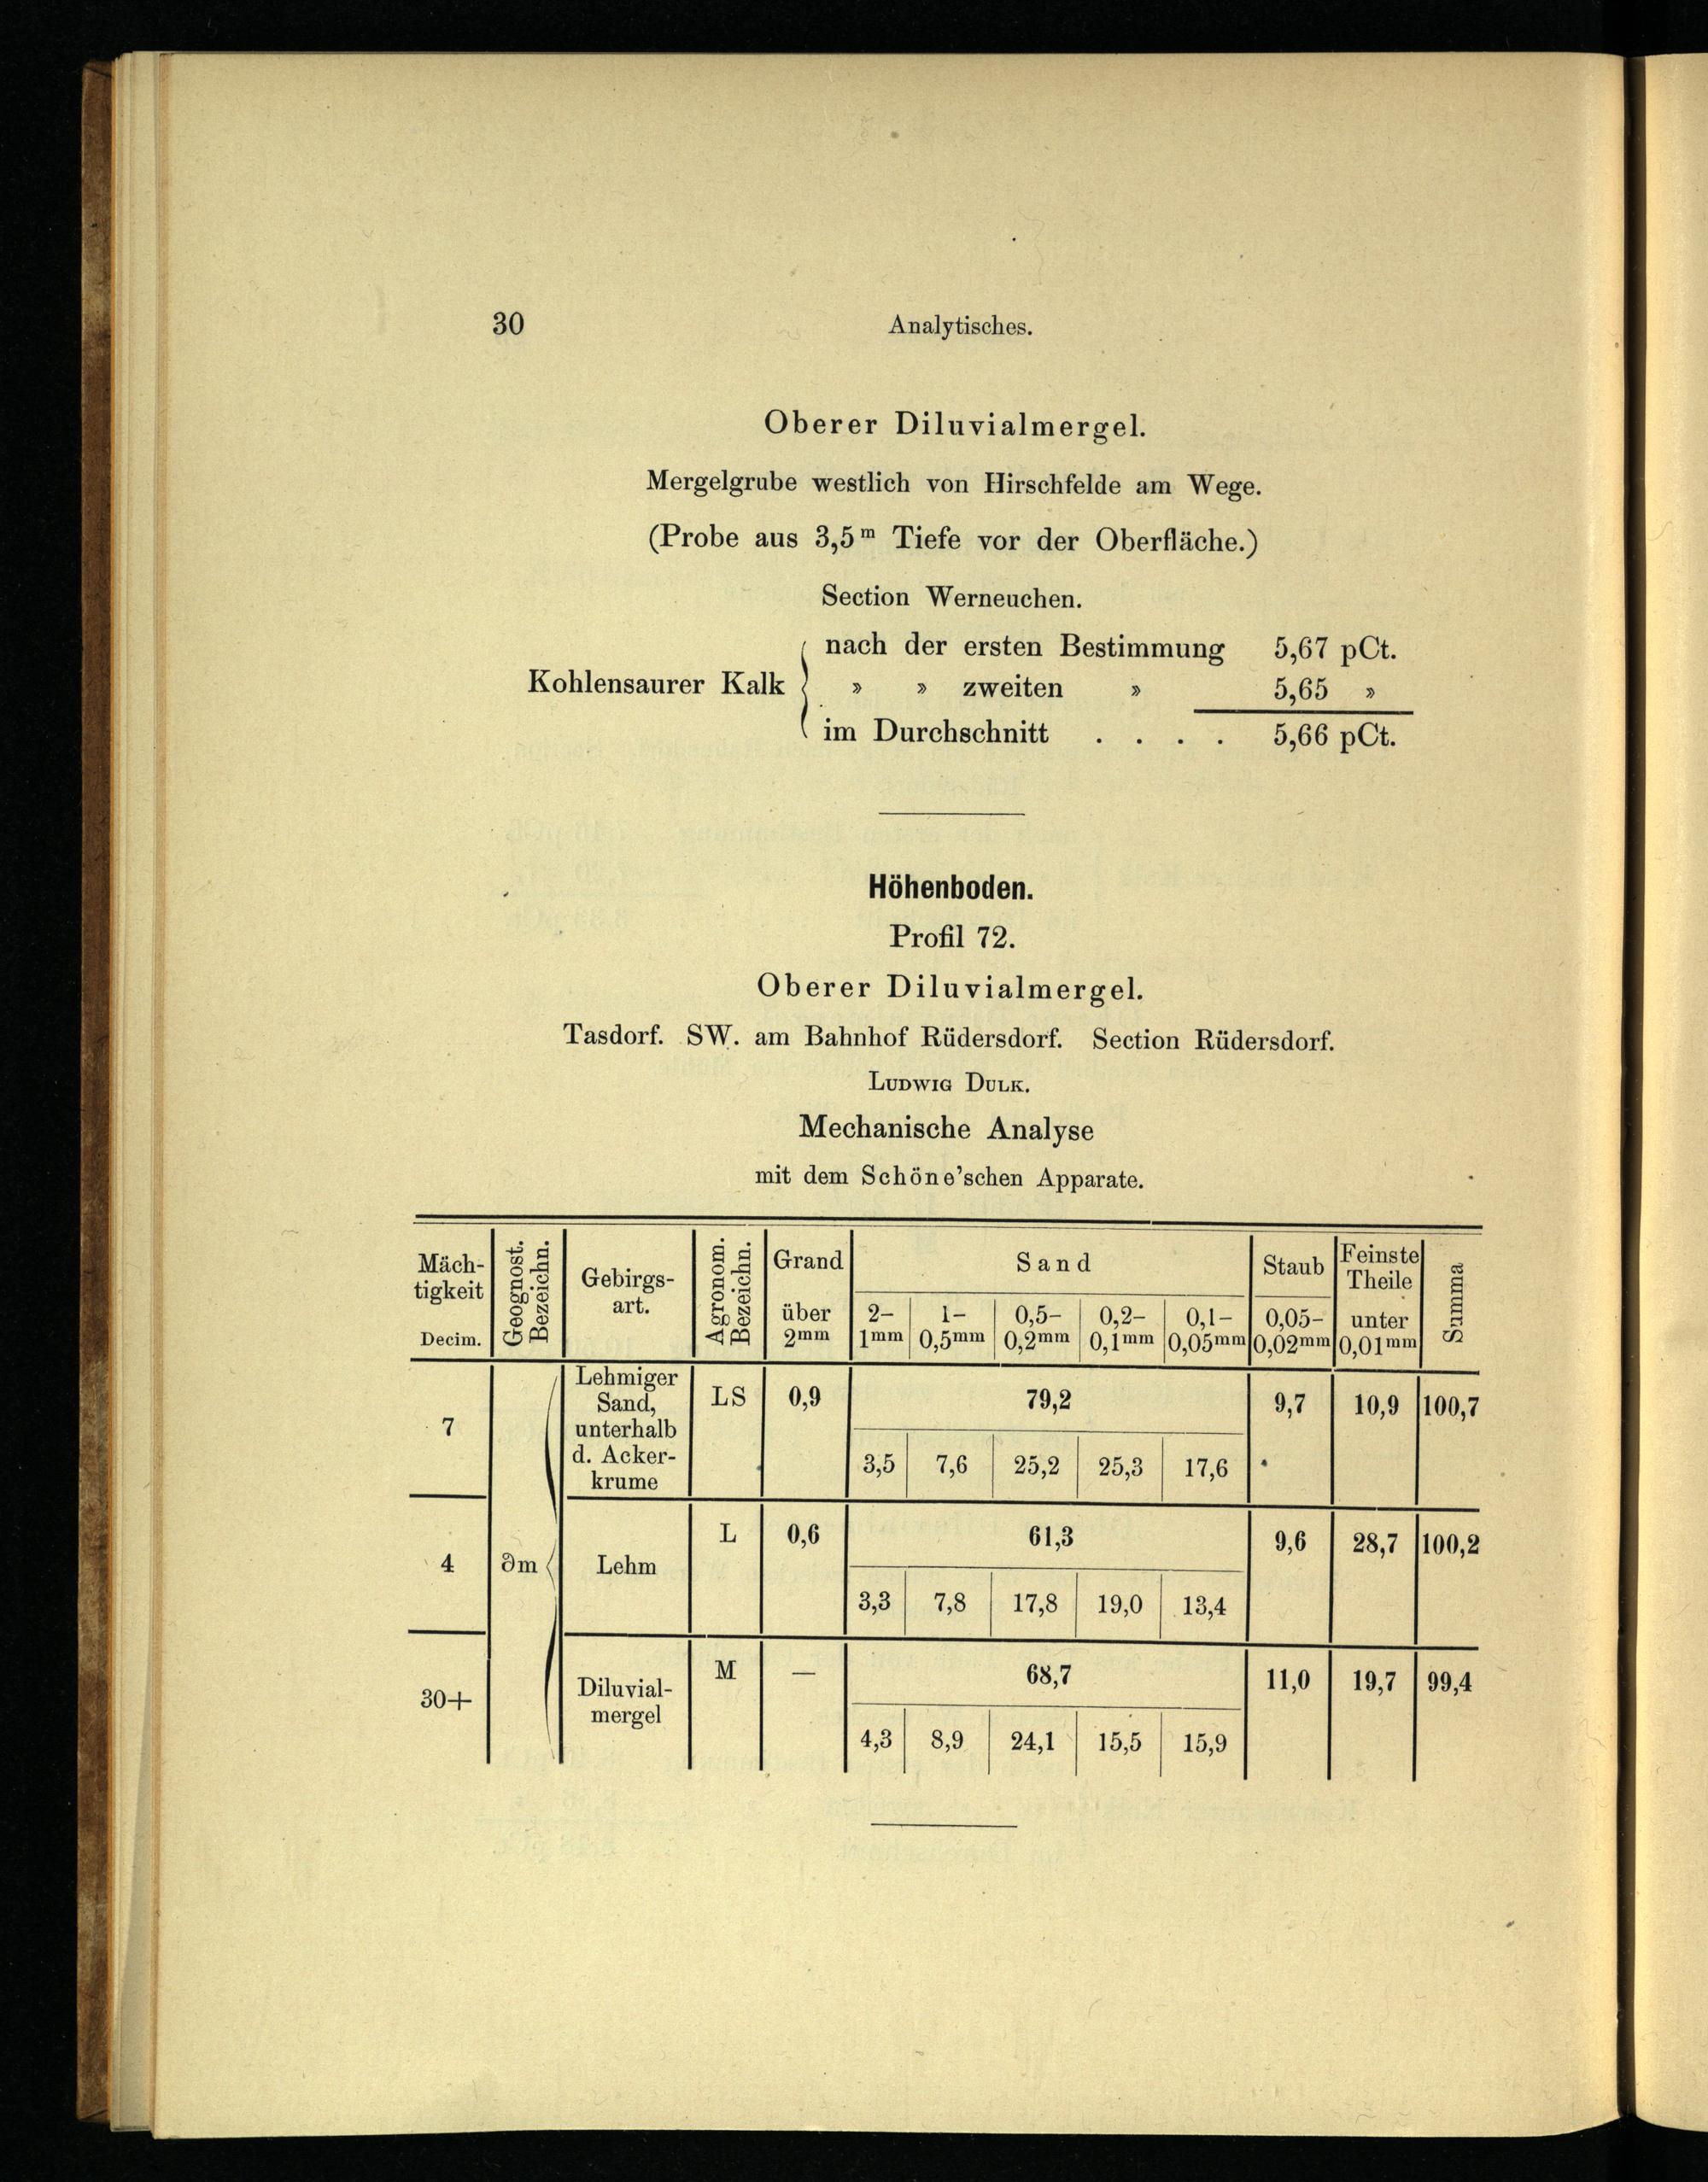 30 Analytisches.
Oberer Diluvialmergel.
Mergelgrube westlich von Hirschfelde am Wege.
(Probe aus 3,5 m Tiefe vor der Oberfläche.)
Section Werneuchen.
nach der ersten Bestimmung 5,67 pCt.
Kohlensaurer Kalk » » zweiten » 5,65 »
im Durchschnitt . . . . 5,66 pCt.
Höhenboden.
Profil 72.
Oberer Diluvialmergel.
Tasdorf. SW. am Bahnhof Rüdersdorf. Section Rüdersdorf.
Ludwig Dulk.
Mechanische Analyse
mit dem Schöne'schen Apparate.
Mäch-
tigkeit
Decim.
Geognost.
Bezeichn.
Gebirgs-
art.
Agronom.
Bezeichn.
Grand
über
2mm
Sand
2– 1– 0,5– 0,2– 0,1–
1mm 0,5mm 0,2mm 0,1mm 0,05mm
Staub
0,05–
0,02mm
Feinste
Theile
unter
0,01mm
Summa
7
Lehmiger
Sand,
unterhalb
d. Acker-
krume
LS 0,9 79,2 9,7 10,9 100,7
3,5 7,6 25,2 25,3 17,6
4 ∂m Lehm L 0,6 61,3 9,6 28,7 100,2
3,3 7,8 17,8 19,0 13,4
30+
Diluvial-
mergel
M — 68,7 11,0 19,7 99,4
4,3 8,9 24,1 15,5 15,9